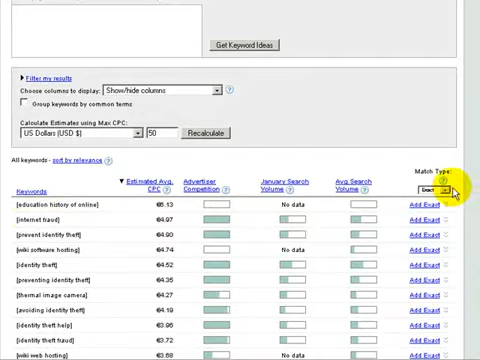 Get Keyword Ideas
Filter my results
Choose columns to display: Show/hide columns ?
Group keywords by common terms
Calculate Estimates using Max CPC:
US Dollars (USD $) 50 Recalculate
All keywords - sort by relevance ?
Match Type:
?
Keywords Estimated Avg. CPC ? Advertiser Competition ? January Search Volume ? Avg Search Volume ? Exact
[education history of online] €6.13 No data Add Exact
[internet fraud] €4.97 Add Exact
[prevent identity theft] €4.90 Add Exact
[wiki software hosting] €4.74 No data Add Exact
[identity theft] €4.52 Add Exact
[preventing identity theft] €4.35 Add Exact
[thermal image camera] €4.27 Add Exact
[avoiding identity theft] €4.19 Add Exact
[identity theft help] €3.96 Add Exact
[identity theft fraud] €3.72 Add Exact
[wiki web hosting] €3.68 No data Add Exact